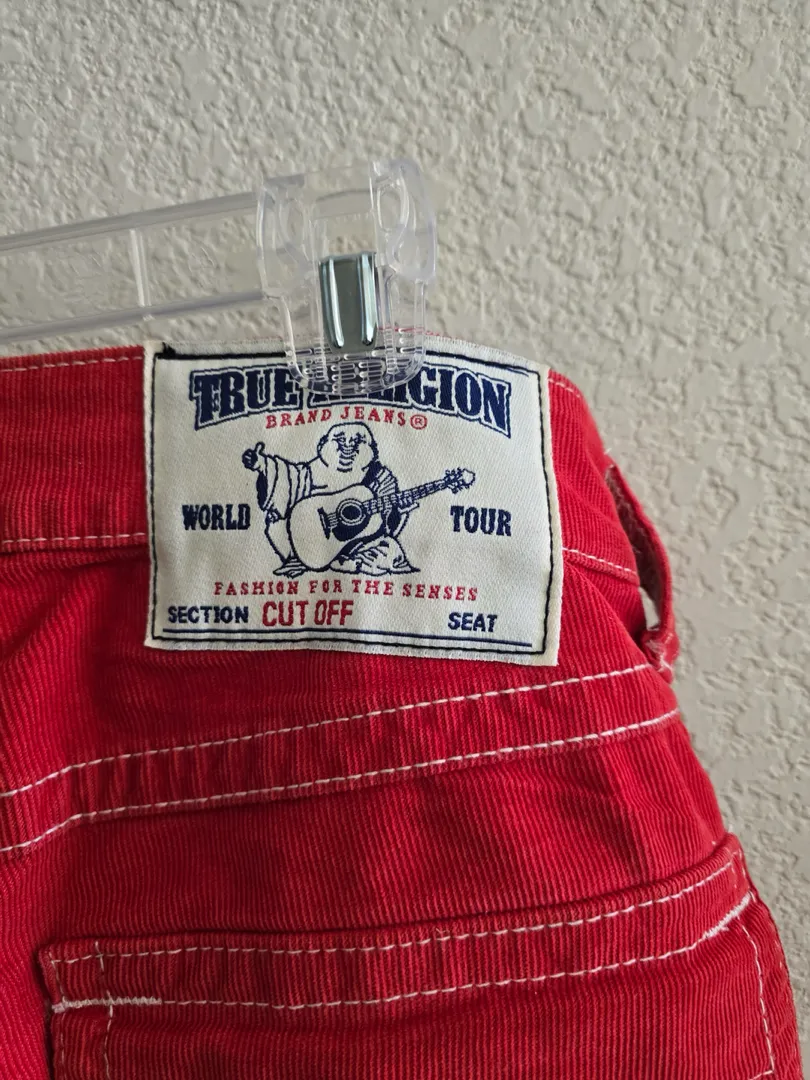 TRUE RELIGION
BRAND JEANS®
WORLD TOUR
FASHION FOR THE SENSES
SECTION CUT OFF SEAT